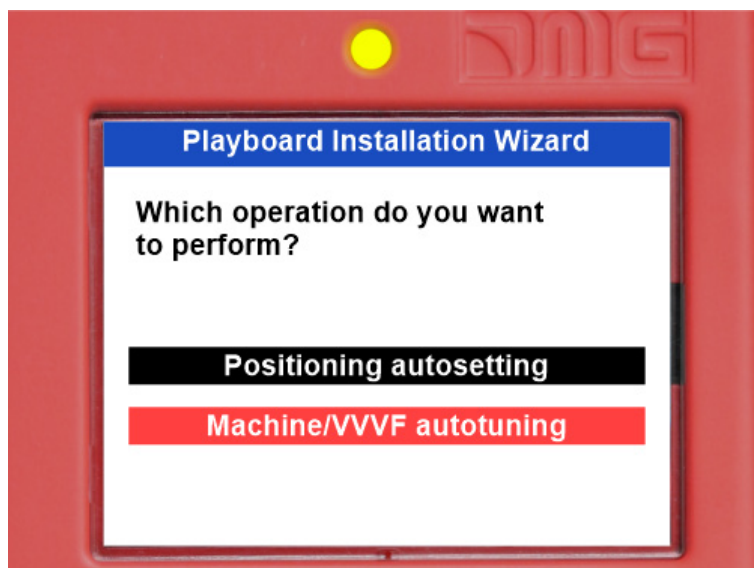 DMG
Playboard Installation Wizard
Which operation do you want
to perform?
Positioning autosetting
Machine/VVVF autotuning